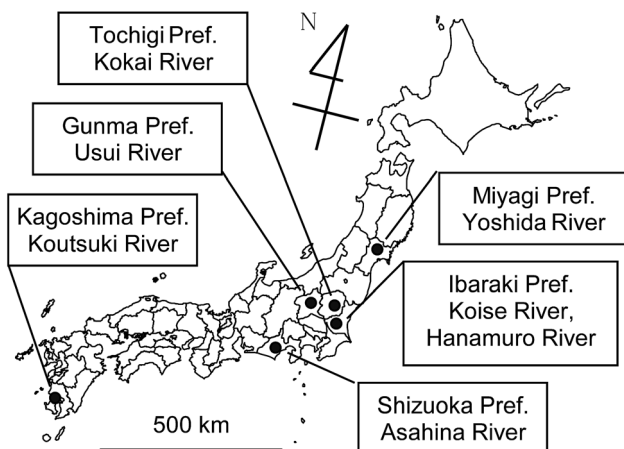 Tochigi Pref.
Kokai River
N
Gunma Pref.
Usui River
Kagoshima Pref.
Koutsuki River
Miyagi Pref.
Yoshida River
Ibaraki Pref.
Koise River,
Hanamuro River
500 km
Shizuoka Pref.
Asahina River